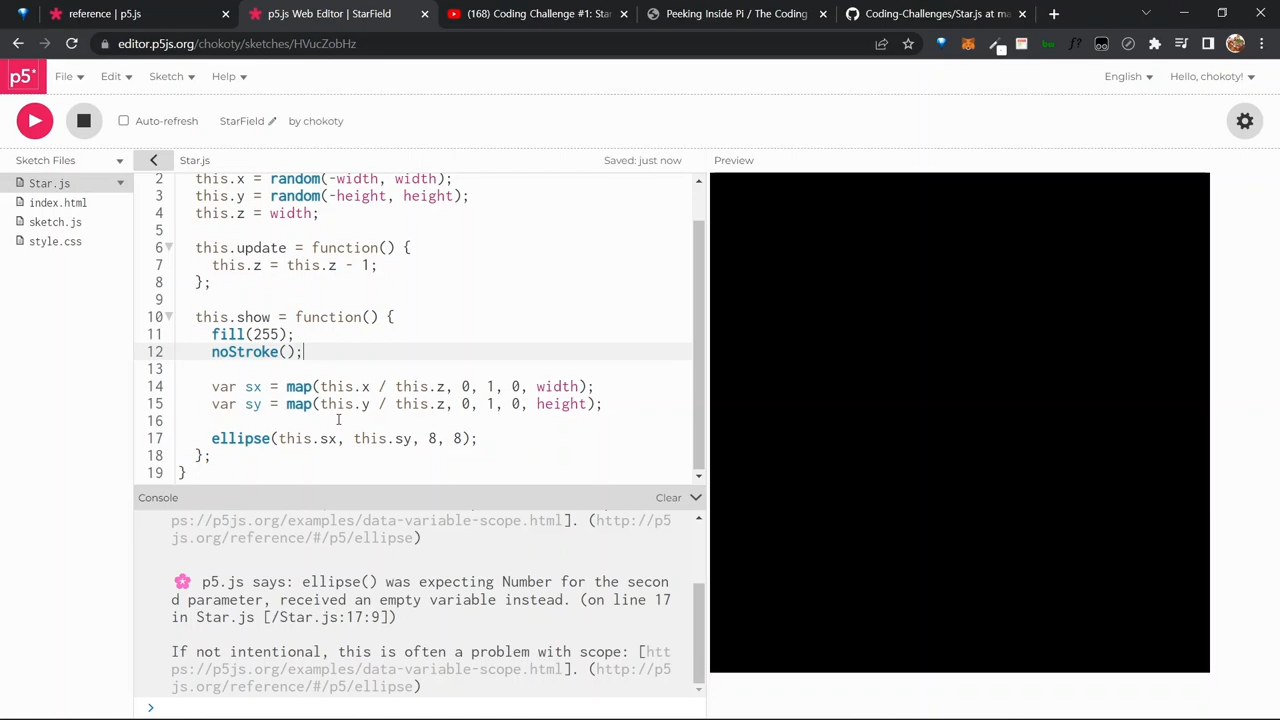 reference | p5.js
p5.js Web Editor | StarField
(168) Coding Challenge #1: Star
Peeking Inside Pi / The Coding
Coding-Challenges/Star.js at ma
editor.p5js.org/chokoty/sketches/HVucZobHz
p5*
File
Edit
Sketch
Help
English
Hello, chokoty!
Auto-refresh
StarField
by chokoty
Sketch Files
Star.js
Saved: just now
Preview
Star.js
index.html
sketch.js
style.css
2 this.x = random(-width, width);
3 this.y = random(-height, height);
4 this.z = width;
5
6 this.update = function() {
7 this.z = this.z - 1;
8 };
9
10 this.show = function() {
11 fill(255);
12 noStroke();
13
14 var sx = map(this.x / this.z, 0, 1, 0, width);
15 var sy = map(this.y / this.z, 0, 1, 0, height);
16
17 ellipse(this.sx, this.sy, 8, 8);
18 };
19 }
Console
Clear
ps://p5js.org/examples/data-variable-scope.html]. (http://p5
js.org/reference/#/p5/ellipse)
🌸 p5.js says: ellipse() was expecting Number for the secon
d parameter, received an empty variable instead. (on line 17
in Star.js [/Star.js:17:9])
If not intentional, this is often a problem with scope: [htt
ps://p5js.org/examples/data-variable-scope.html]. (http://p5
js.org/reference/#/p5/ellipse)
>